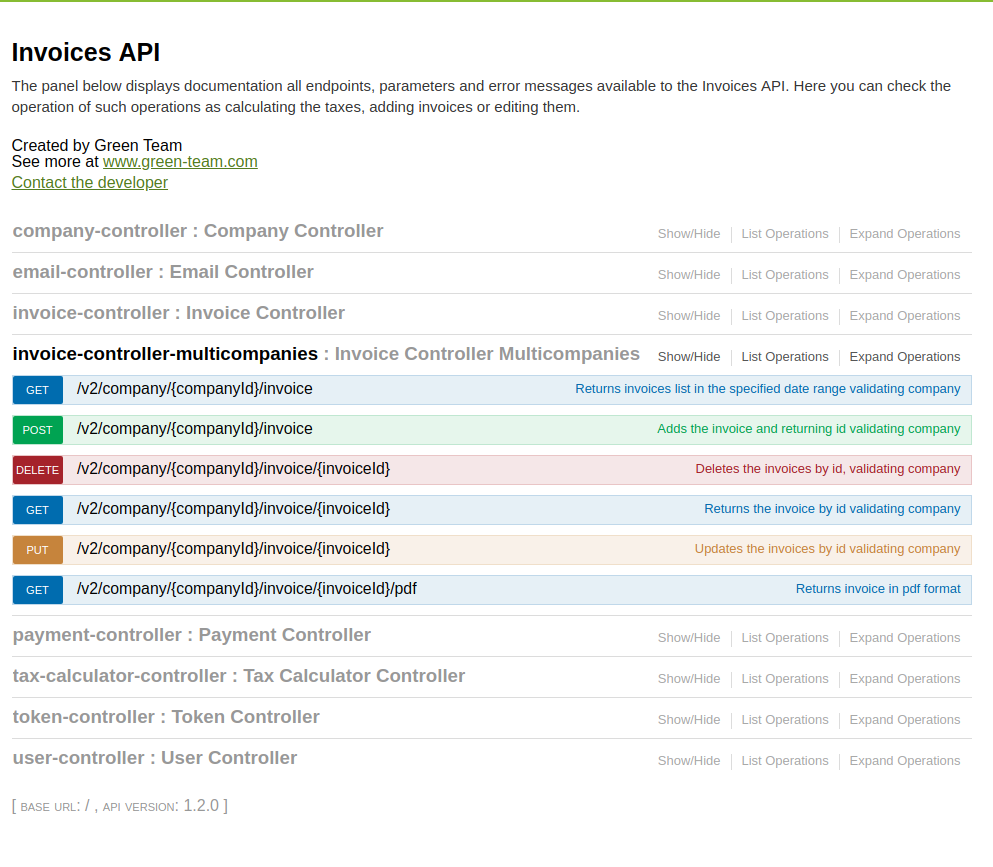 Invoices API
The panel below displays documentation all endpoints, parameters and error messages available to the Invoices API. Here you can check the
operation of such operations as calculating the taxes, adding invoices or editing them.
Created by Green Team
See more at www.green-team.com
Contact the developer
company-controller : Company Controller Show/Hide List Operations Expand Operations
email-controller : Email Controller Show/Hide List Operations Expand Operations
invoice-controller : Invoice Controller Show/Hide List Operations Expand Operations
invoice-controller-multicompanies : Invoice Controller Multicompanies Show/Hide List Operations Expand Operations
GET /v2/company/{companyId}/invoice Returns invoices list in the specified date range validating company
POST /v2/company/{companyId}/invoice Adds the invoice and returning id validating company
DELETE /v2/company/{companyId}/invoice/{invoiceId} Deletes the invoices by id, validating company
GET /v2/company/{companyId}/invoice/{invoiceId} Returns the invoice by id validating company
PUT /v2/company/{companyId}/invoice/{invoiceId} Updates the invoices by id validating company
GET /v2/company/{companyId}/invoice/{invoiceId}/pdf Returns invoice in pdf format
payment-controller : Payment Controller Show/Hide List Operations Expand Operations
tax-calculator-controller : Tax Calculator Controller Show/Hide List Operations Expand Operations
token-controller : Token Controller Show/Hide List Operations Expand Operations
user-controller : User Controller Show/Hide List Operations Expand Operations
[ BASE URL: / , API VERSION: 1.2.0 ]